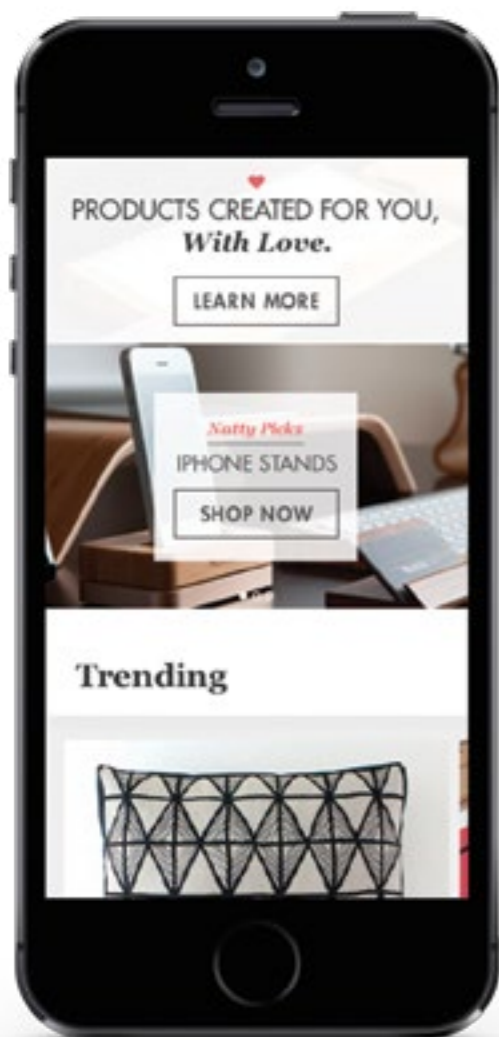 PRODUCTS CREATED FOR YOU,
With Love.
LEARN MORE
Natty Picks
IPHONE STANDS
SHOP NOW
Trending